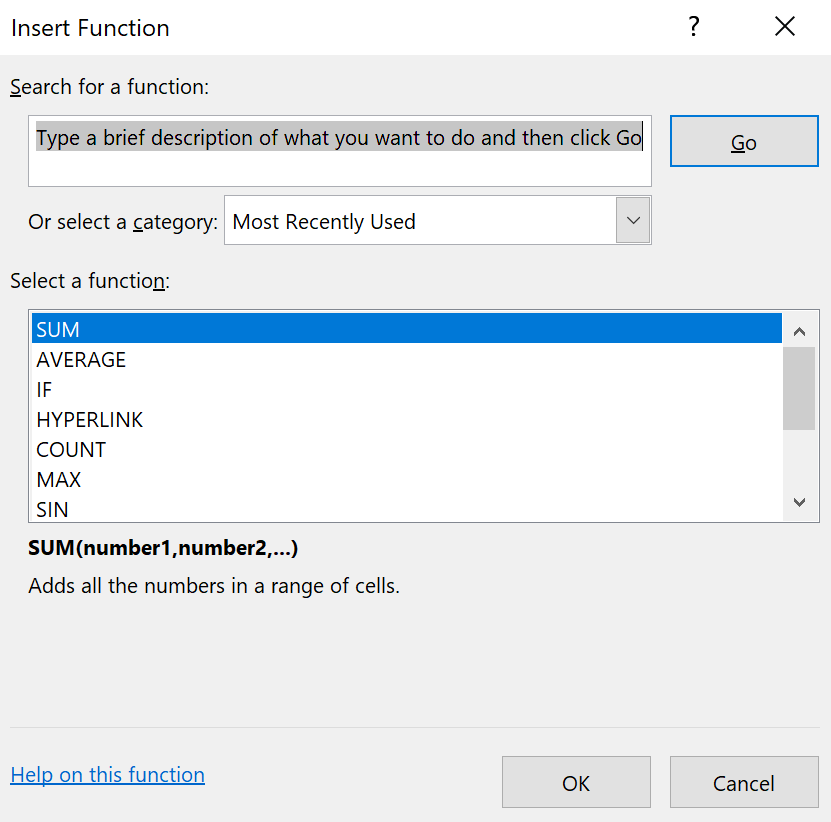 Insert Function
?
Search for a function:
Type a brief description of what you want to do and then click Go
Go
Or select a category:
Most Recently Used
Select a function:
SUM
AVERAGE
IF
HYPERLINK
COUNT
MAX
SIN
SUM(number1,number2,...)
Adds all the numbers in a range of cells.
Help on this function
OK
Cancel